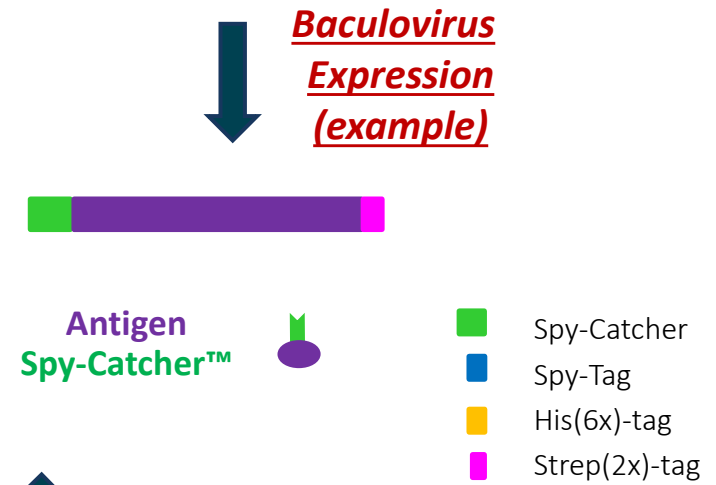 Baculovirus
Expression
(example)
Antigen
Spy-Catcher™
Spy-Catcher
Spy-Tag
His(6x)-tag
Strep(2x)-tag